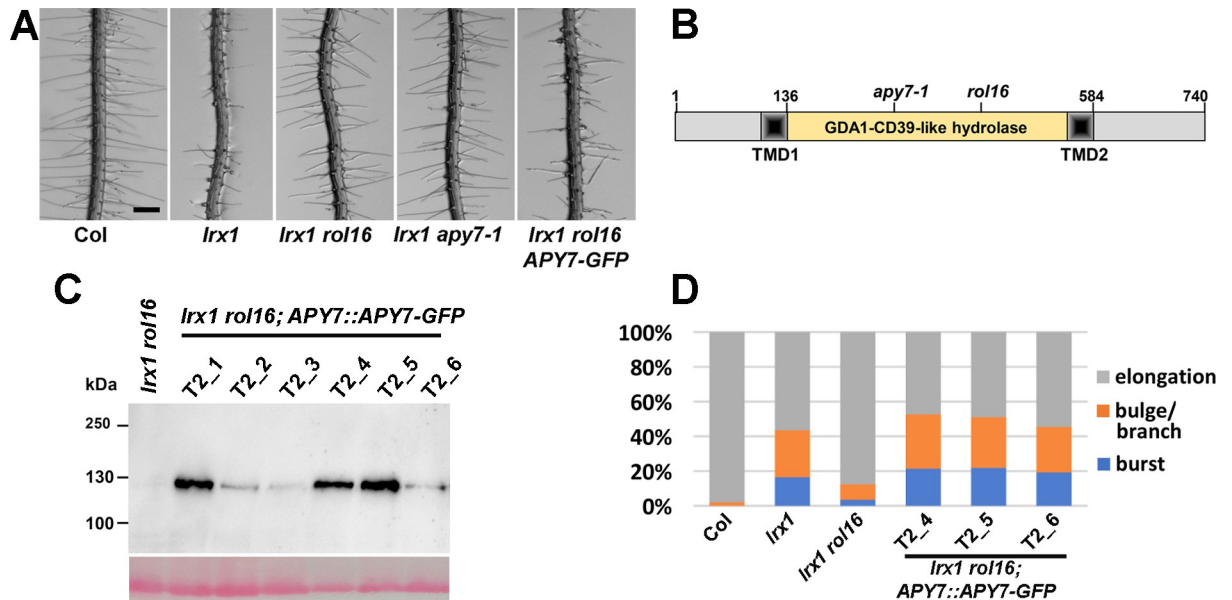 A
Col
lrx1
lrx1 rol16
lrx1 apy7-1
lrx1 rol16
APY7-GFP
B
1
136
apy7-1
rol16
584
740
GDA1-CD39-like hydrolase
TMD1
TMD2
C
lrx1 rol16
lrx1 rol16; APY7::APY7-GFP
T2_1
T2_2
T2_3
T2_4
T2_5
T2_6
kDa
250
130
100
D
100%
80%
60%
40%
20%
0%
elongation
bulge/
branch
burst
Col
lrx1
lrx1 rol16
T2_4
T2_5
T2_6
lrx1 rol16;
APY7::APY7-GFP